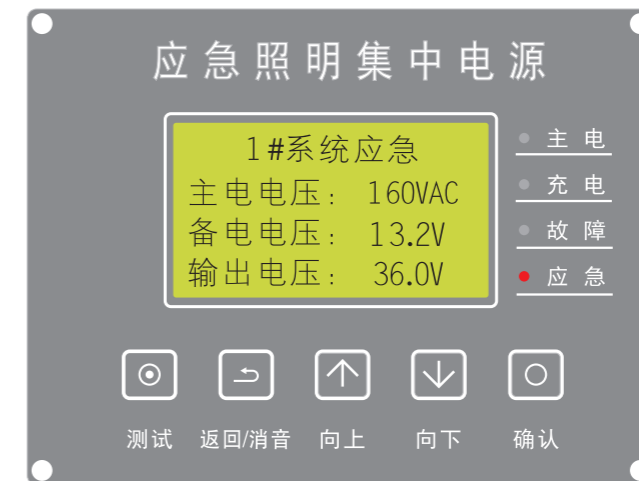 应急照明集中电源
1#系统应急
主电电压： 160VAC
备电电压： 13.2V
输出电压： 36.0V
主电
充电
故障
应急
测试 返回/消音 向上 向下 确认